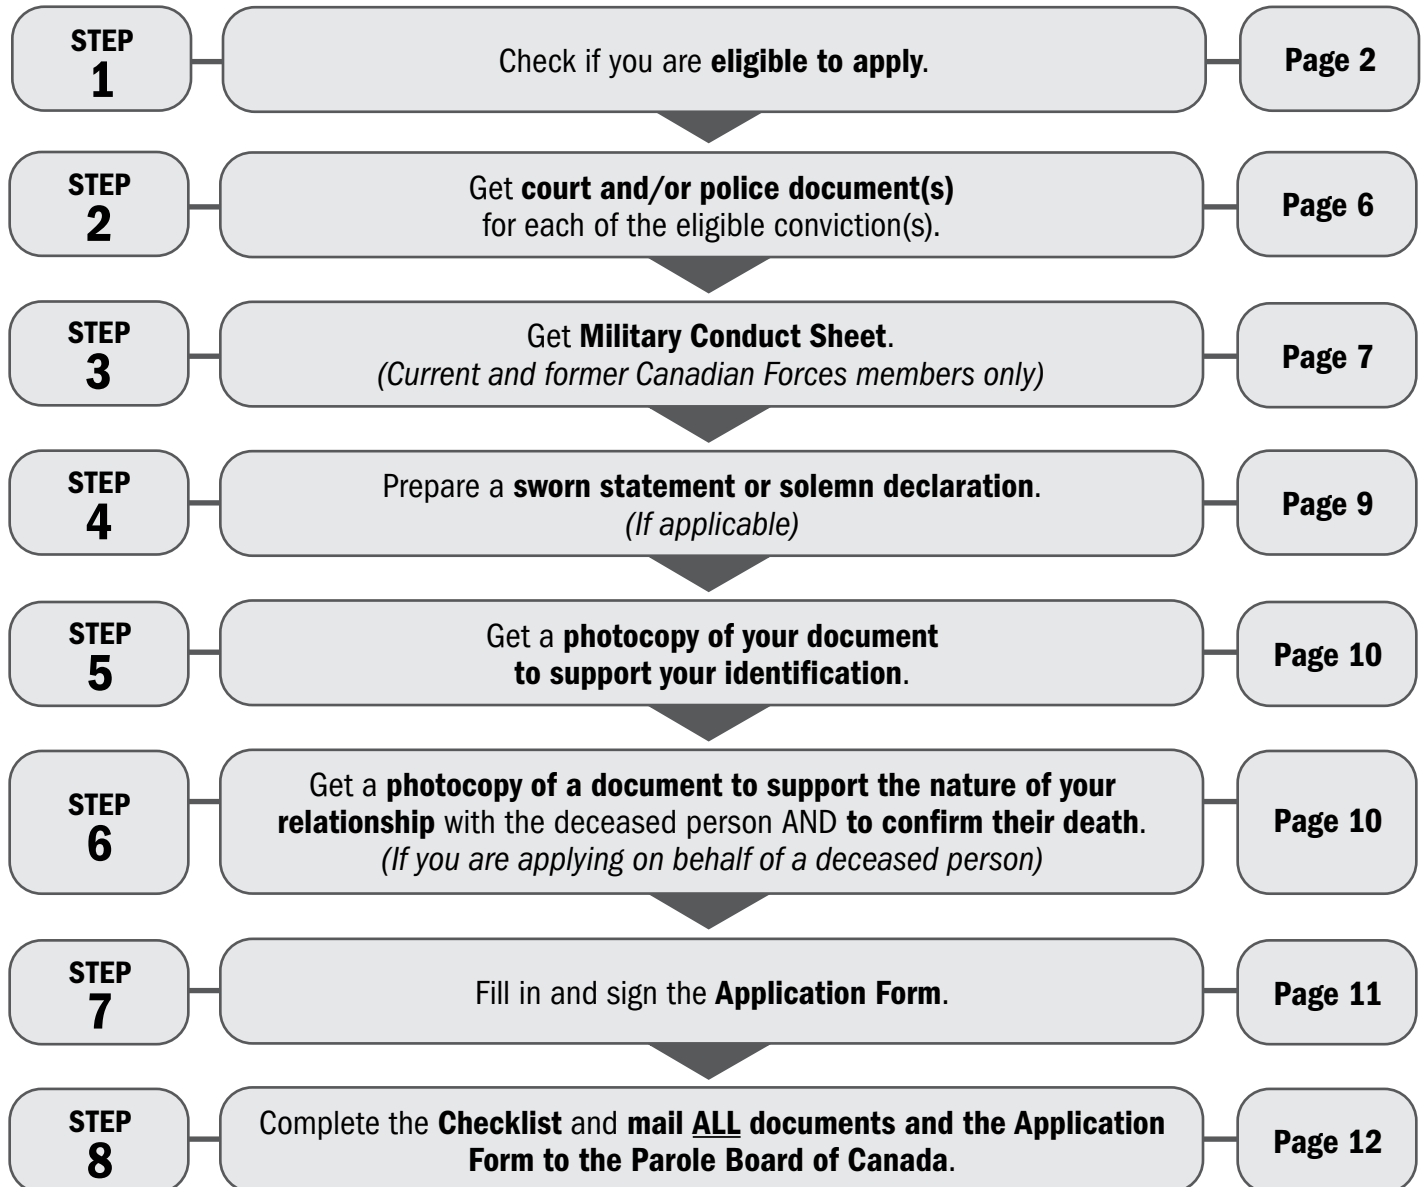 STEP
1
Check if you are eligible to apply.
Page 2
STEP
2
Get court and/or police document(s)
for each of the eligible conviction(s).
Page 6
STEP
3
Get Military Conduct Sheet.
(Current and former Canadian Forces members only)
Page 7
STEP
4
Prepare a sworn statement or solemn declaration.
(If applicable)
Page 9
STEP
5
Get a photocopy of your document
to support your identification.
Page 10
STEP
6
Get a photocopy of a document to support the nature of your
relationship with the deceased person AND to confirm their death.
(If you are applying on behalf of a deceased person)
Page 10
STEP
7
Fill in and sign the Application Form.
Page 11
STEP
8
Complete the Checklist and mail ALL documents and the Application
Form to the Parole Board of Canada.
Page 12